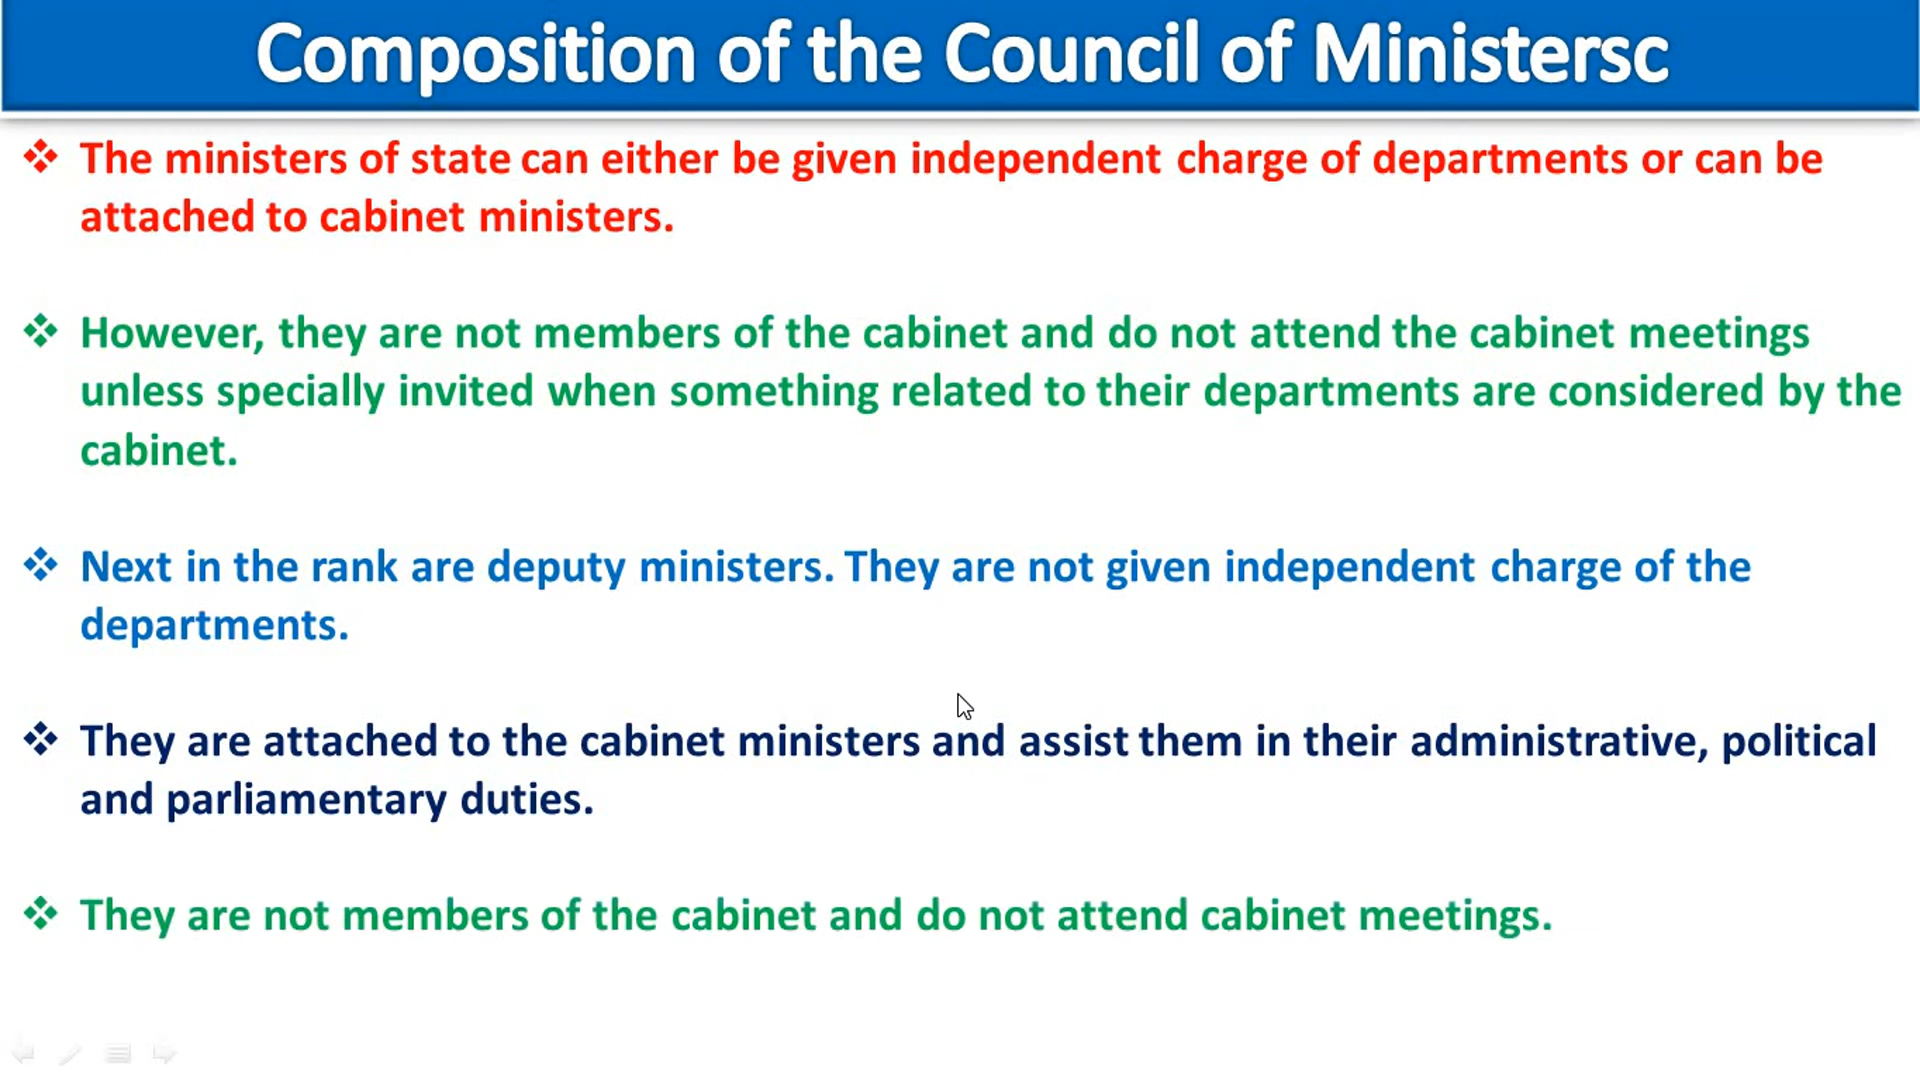 Composition of the Council of Ministersc
The ministers of state can either be given independent charge of departments or can be
attached to cabinet ministers.
However, they are not members of the cabinet and do not attend the cabinet meetings
unless specially invited when something related to their departments are considered by the
cabinet.
Next in the rank are deputy ministers. They are not given independent charge of the
departments.
They are attached to the cabinet ministers and assist them in their administrative, political
and parliamentary duties.
They are not members of the cabinet and do not attend cabinet meetings.